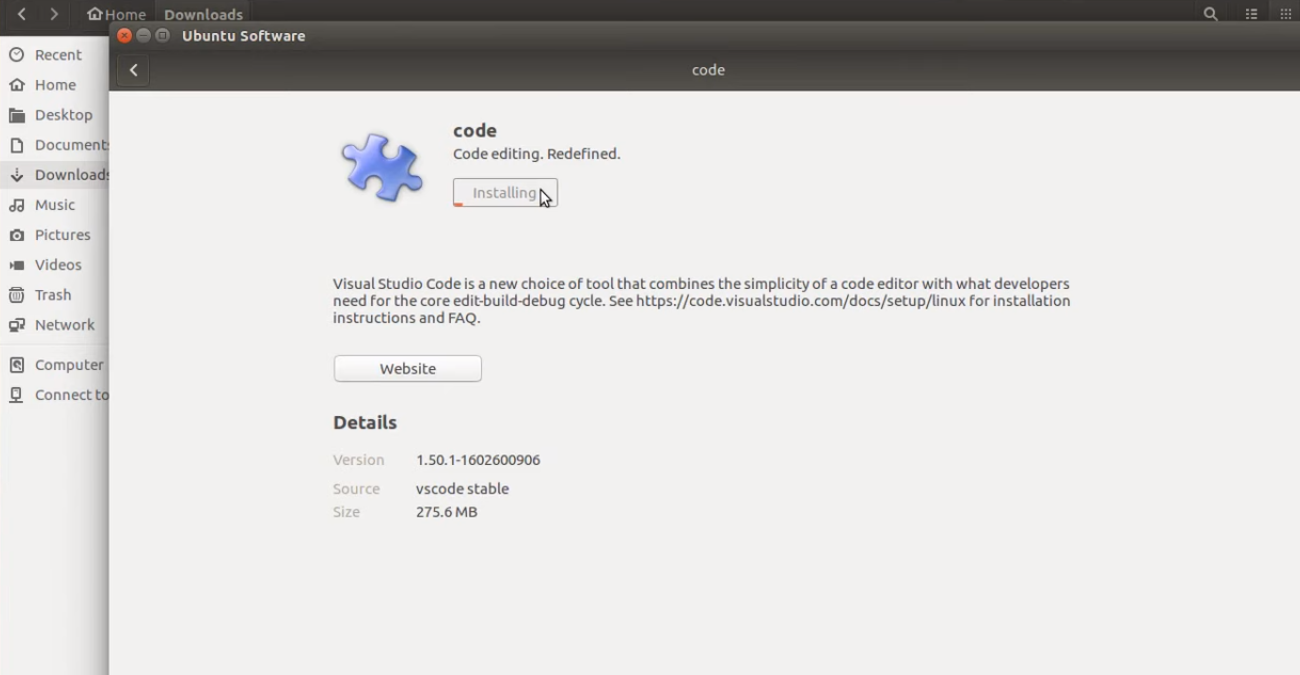 Home Downloads
Ubuntu Software
code
Recent
Home
Desktop
Documents
Downloads
Music
Pictures
Videos
Trash
Network
Computer
Connect to
code
Code editing. Redefined.
Installing
Visual Studio Code is a new choice of tool that combines the simplicity of a code editor with what developers
need for the core edit-build-debug cycle. See https://code.visualstudio.com/docs/setup/linux for installation
instructions and FAQ.
Website
Details
Version 1.50.1-1602600906
Source vscode stable
Size 275.6 MB